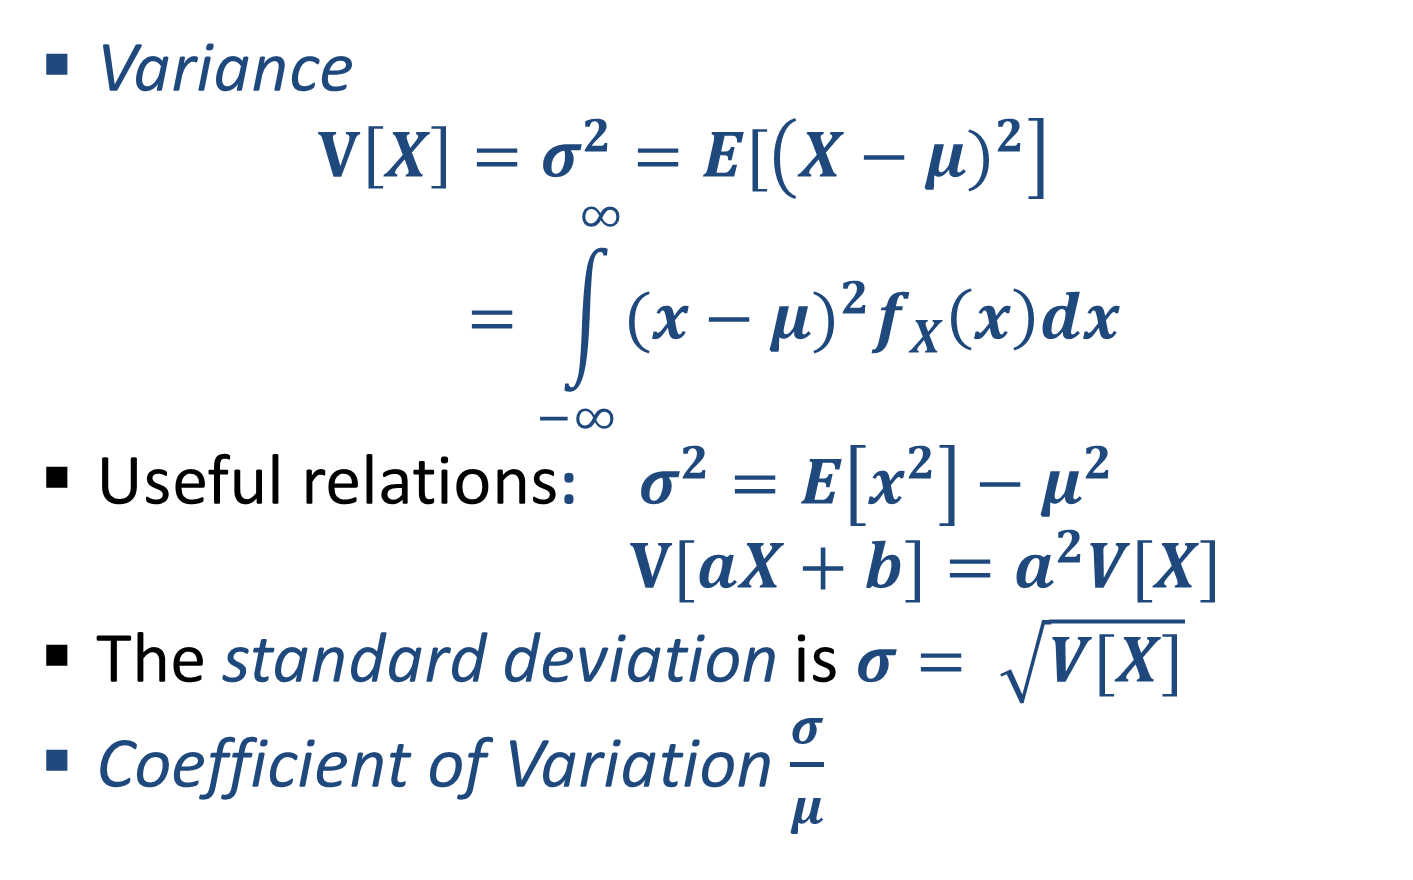 ▪ Variance
V[X] = σ² = E[(X − μ)²]
= ∫_{−∞}^{∞} (x − μ)² f_X(x)dx
▪ Useful relations: σ² = E[x²] − μ²
V[aX + b] = a²V[X]
▪ The standard deviation is σ = √V[X]
▪ Coefficient of Variation σ/μ